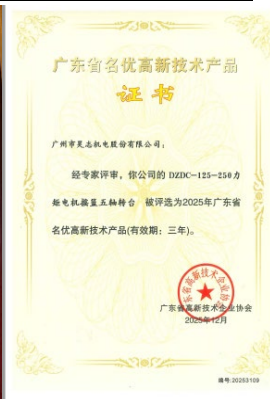 广东省名优高新技术产品
证书
广州市昊志机电股份有限公司：
经专家评审，你公司的 DZDC-125-250力
矩电机摇篮五轴转台 被评选为2025年广东省
名优高新技术产品(有效期：三年)。
广东省高新技术企业协会
2025年12月
编号:20253109